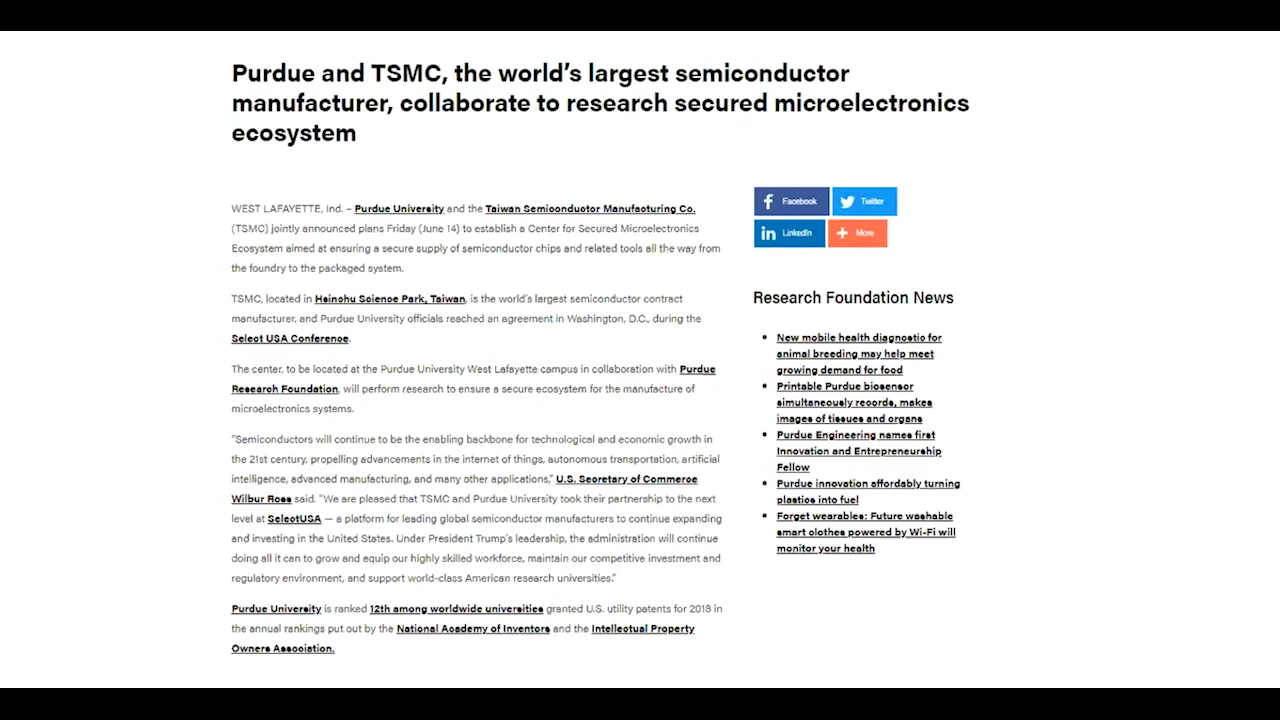 Purdue and TSMC, the world's largest semiconductor
manufacturer, collaborate to research secured microelectronics
ecosystem
WEST LAFAYETTE, Ind. – Purdue University and the Taiwan Semiconductor Manufacturing Co.
(TSMC) jointly announced plans Friday (June 14) to establish a Center for Secured Microelectronics
Ecosystem aimed at ensuring a secure supply of semiconductor chips and related tools all the way from
the foundry to the packaged system.
TSMC, located in Hsinchu Science Park, Taiwan, is the world's largest semiconductor contract
manufacturer, and Purdue University officials reached an agreement in Washington, D.C., during the
Select USA Conference.
The center, to be located at the Purdue University West Lafayette campus in collaboration with Purdue
Research Foundation, will perform research to ensure a secure ecosystem for the manufacture of
microelectronics systems.
"Semiconductors will continue to be the enabling backbone for technological and economic growth in
the 21st century, propelling advancements in the internet of things, autonomous transportation, artificial
intelligence, advanced manufacturing, and many other applications," U.S. Secretary of Commerce
Wilbur Ross said. "We are pleased that TSMC and Purdue University took their partnership to the next
level at SelectUSA — a platform for leading global semiconductor manufacturers to continue expanding
and investing in the United States. Under President Trump's leadership, the administration will continue
doing all it can to grow and equip our highly skilled workforce, maintain our competitive investment and
regulatory environment, and support world-class American research universities."
Purdue University is ranked 12th among worldwide universities granted U.S. utility patents for 2018 in
the annual rankings put out by the National Academy of Inventors and the Intellectual Property
Owners Association.
Facebook
Twitter
LinkedIn
More
Research Foundation News
New mobile health diagnostic for
animal breeding may help meet
growing demand for food
Printable Purdue biosensor
simultaneously records, makes
images of tissues and organs
Purdue Engineering names first
Innovation and Entrepreneurship
Fellow
Purdue innovation affordably turning
plastics into fuel
Forget wearables: Future washable
smart clothes powered by Wi-Fi will
monitor your health